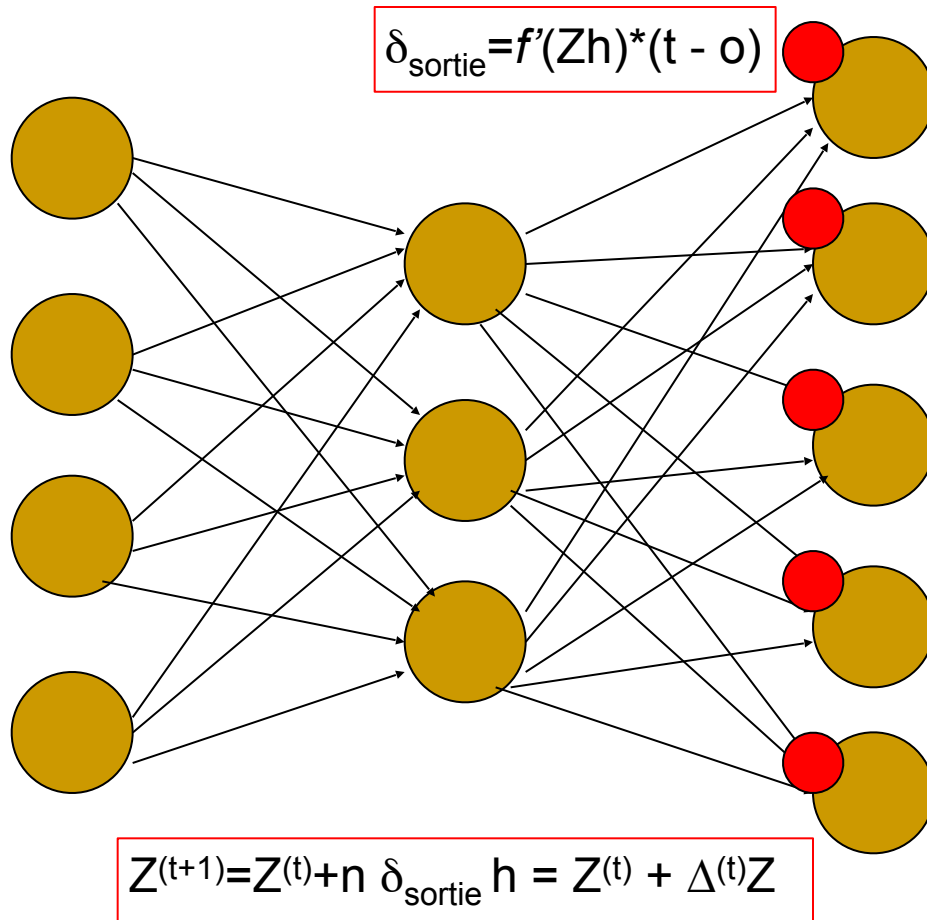 δsortie=f'(Zh)*(t - o)
Z(t+1)=Z(t)+n δsortie h = Z(t) + Δ(t)Z